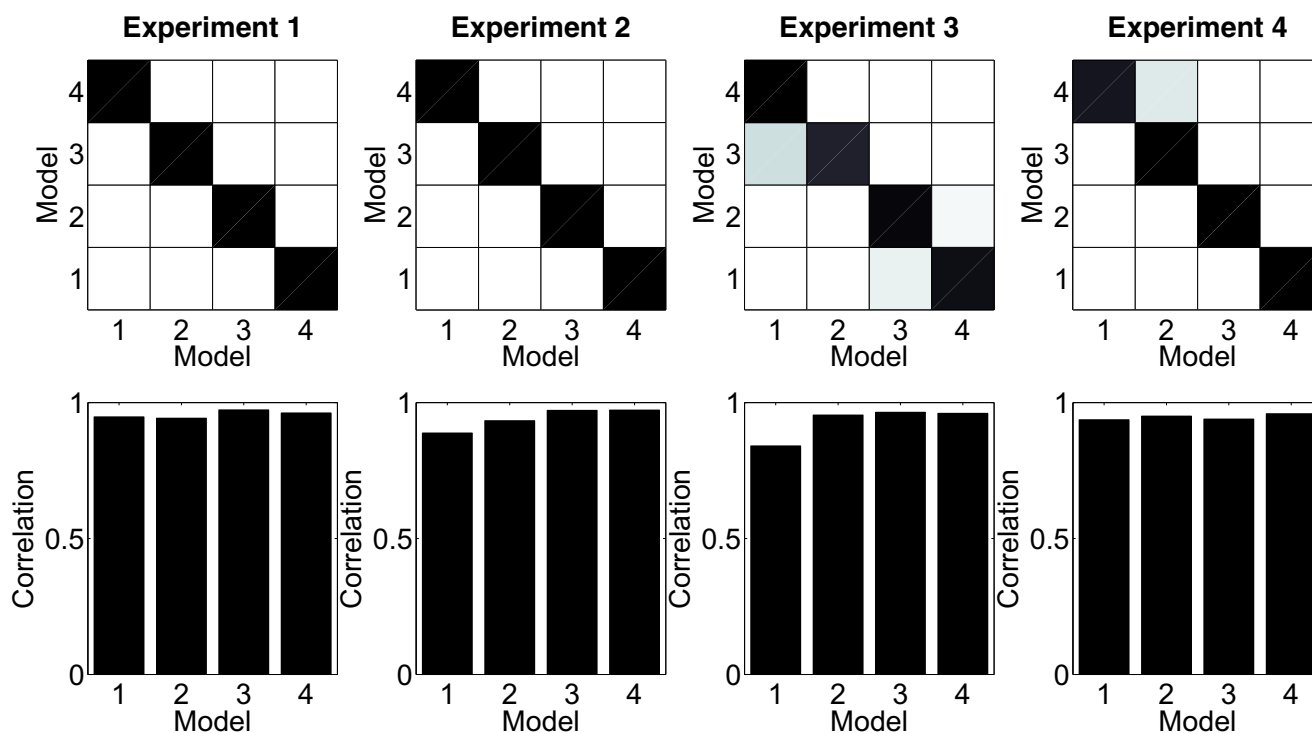 Experiment 1
Experiment 2
Experiment 3
Experiment 4
Model
4
3
2
1
1 2 3 4
Model
Model
4
3
2
1
1 2 3 4
Model
Model
4
3
2
1
1 2 3 4
Model
Model
4
3
2
1
1 2 3 4
Model
Correlation
1
0.5
0
1 2 3 4
Model
Correlation
1
0.5
0
1 2 3 4
Model
Correlation
1
0.5
0
1 2 3 4
Model
Correlation
1
0.5
0
1 2 3 4
Model